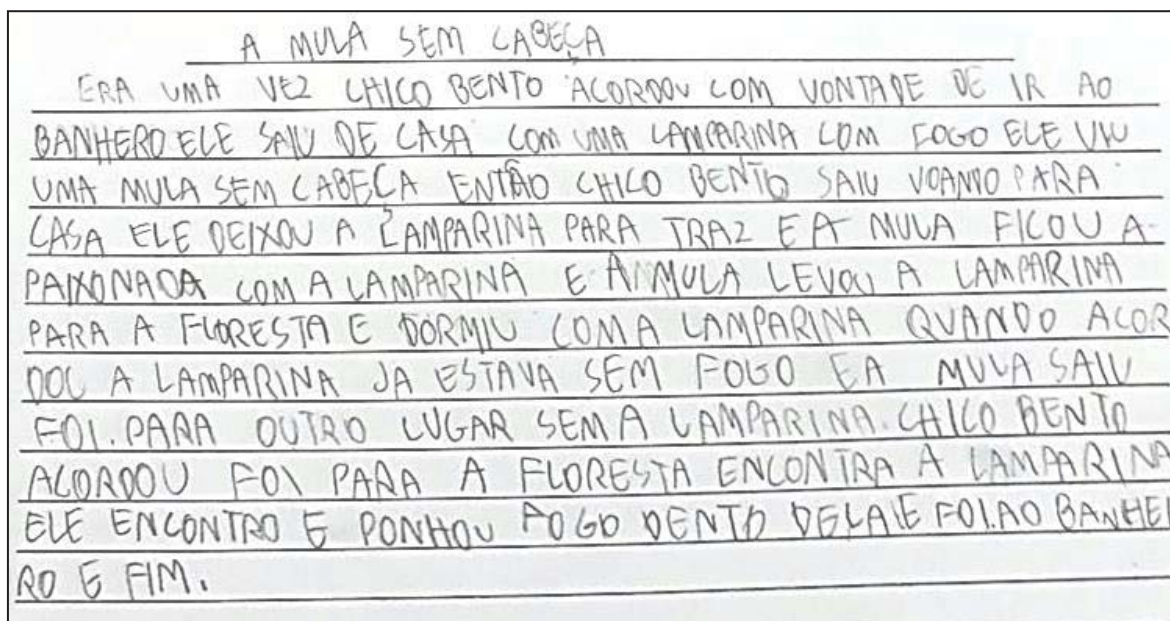 A MULA SEM CABEÇA
ERA UMA VEZ CHICO BENTO ACORDOU COM VONTADE DE IR AO
BANHERO ELE SAIU DE CASA COM UMA LAMPARINA COM FOGO ELE VIU
UMA MULA SEM CABEÇA ENTÃO CHICO BENTO SAIU VOANDO PARA
CASA ELE DEIXOU A LAMPARINA PARA TRAZ E A MULA FICOU A-
PAIXONADA COM A LAMPARINA E A MULA LEVOU A LAMPARINA
PARA A FLORESTA E DORMIU COM A LAMPARINA QUANDO ACOR
DOU A LAMPARINA JA ESTAVA SEM FOGO E A MULA SAIU
FOI PARA OUTRO LUGAR SEM A LAMPARINA. CHICO BENTO
ACORDOU FOI PARA A FLORESTA ENCONTRA A LAMPARINA
ELE ENCONTRO E PONHOU FOGO DENTO DELA E FOI AO BANHEI
RO E FIM.